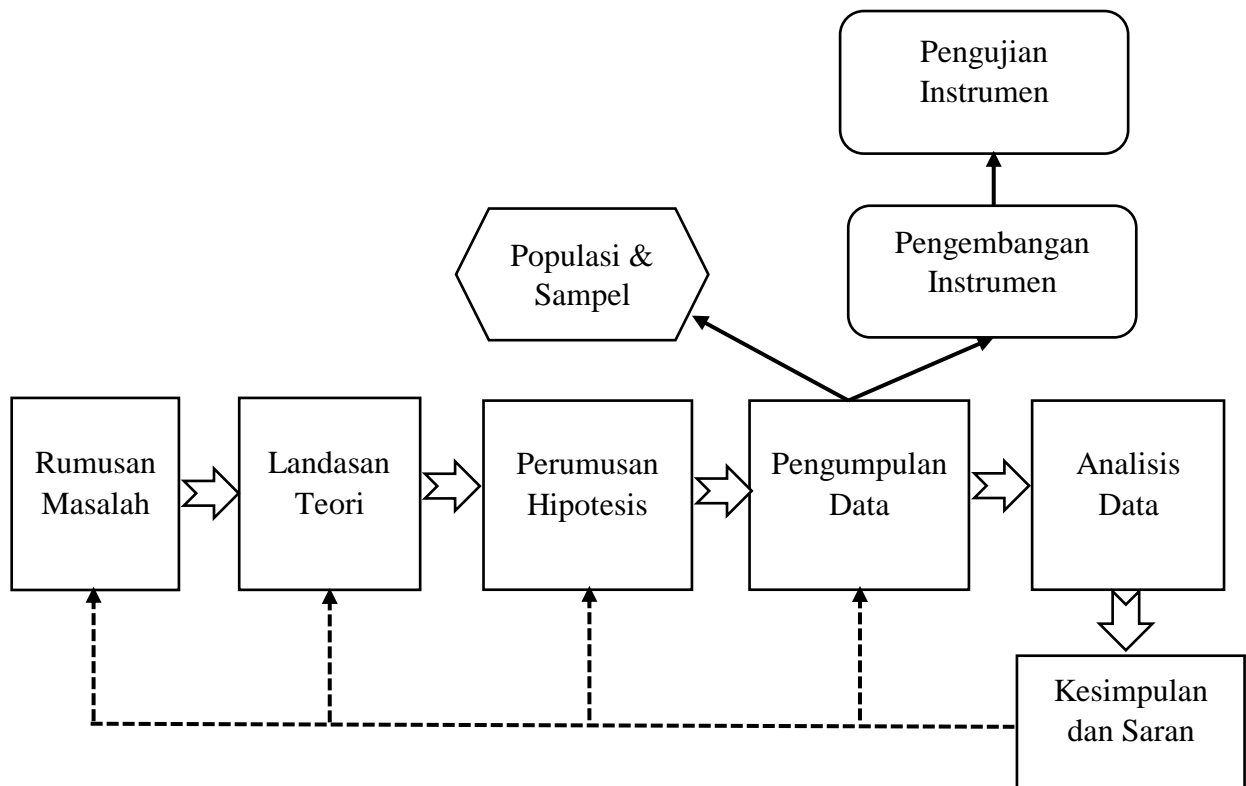 Pengujian
Instrumen
Populasi &
Sampel
Pengembangan
Instrumen
Rumusan
Masalah
Landasan
Teori
Perumusan
Hipotesis
Pengumpulan
Data
Analisis
Data
Kesimpulan
dan Saran